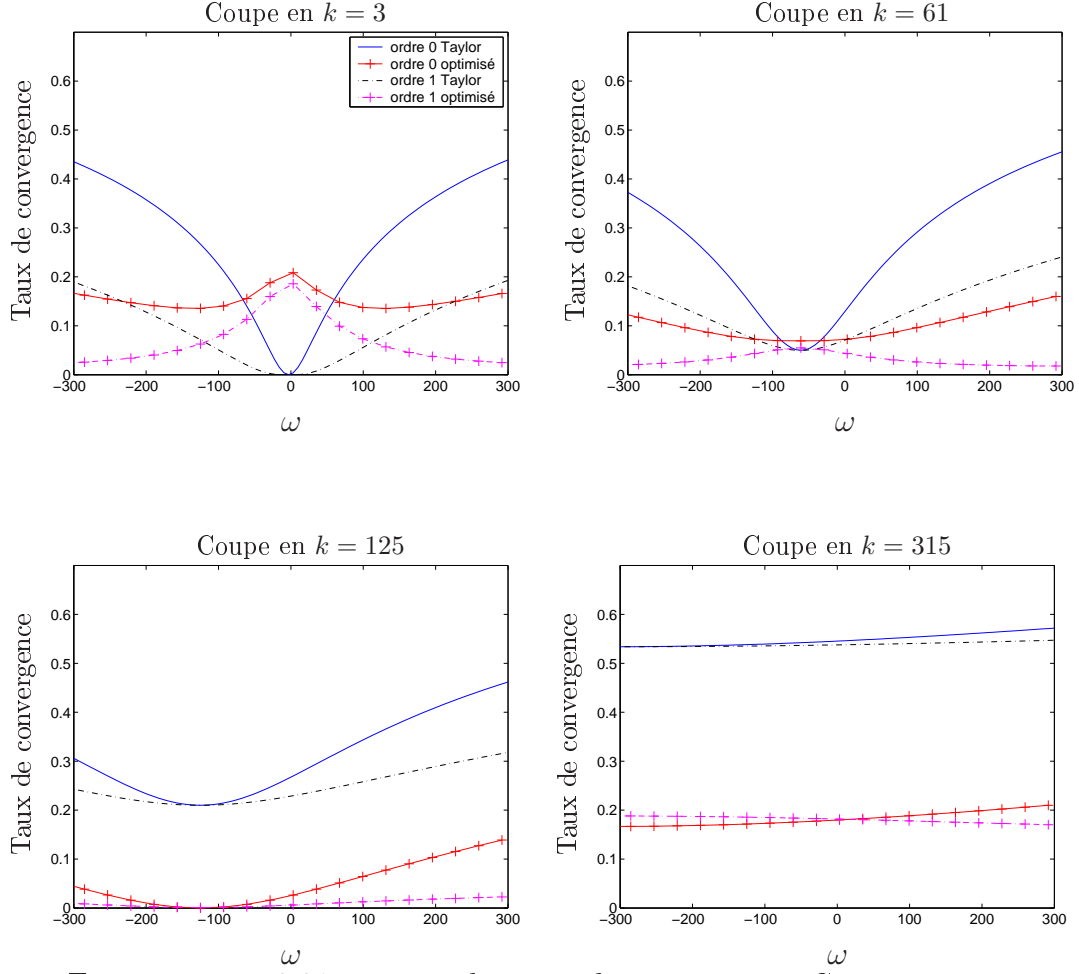 Coupe en k = 3
Taux de convergence
0.6
0.5
0.4
0.3
0.2
0.1
0
−300 −200 −100 0 100 200 300
ω
ordre 0 Taylor
ordre 0 optimisé
ordre 1 Taylor
ordre 1 optimisé
Coupe en k = 61
Taux de convergence
0.6
0.5
0.4
0.3
0.2
0.1
0
−300 −200 −100 0 100 200 300
ω
Coupe en k = 125
Taux de convergence
0.6
0.5
0.4
0.3
0.2
0.1
0
−300 −200 −100 0 100 200 300
ω
Coupe en k = 315
Taux de convergence
0.6
0.5
0.4
0.3
0.2
0.1
0
−300 −200 −100 0 100 200 300
ω